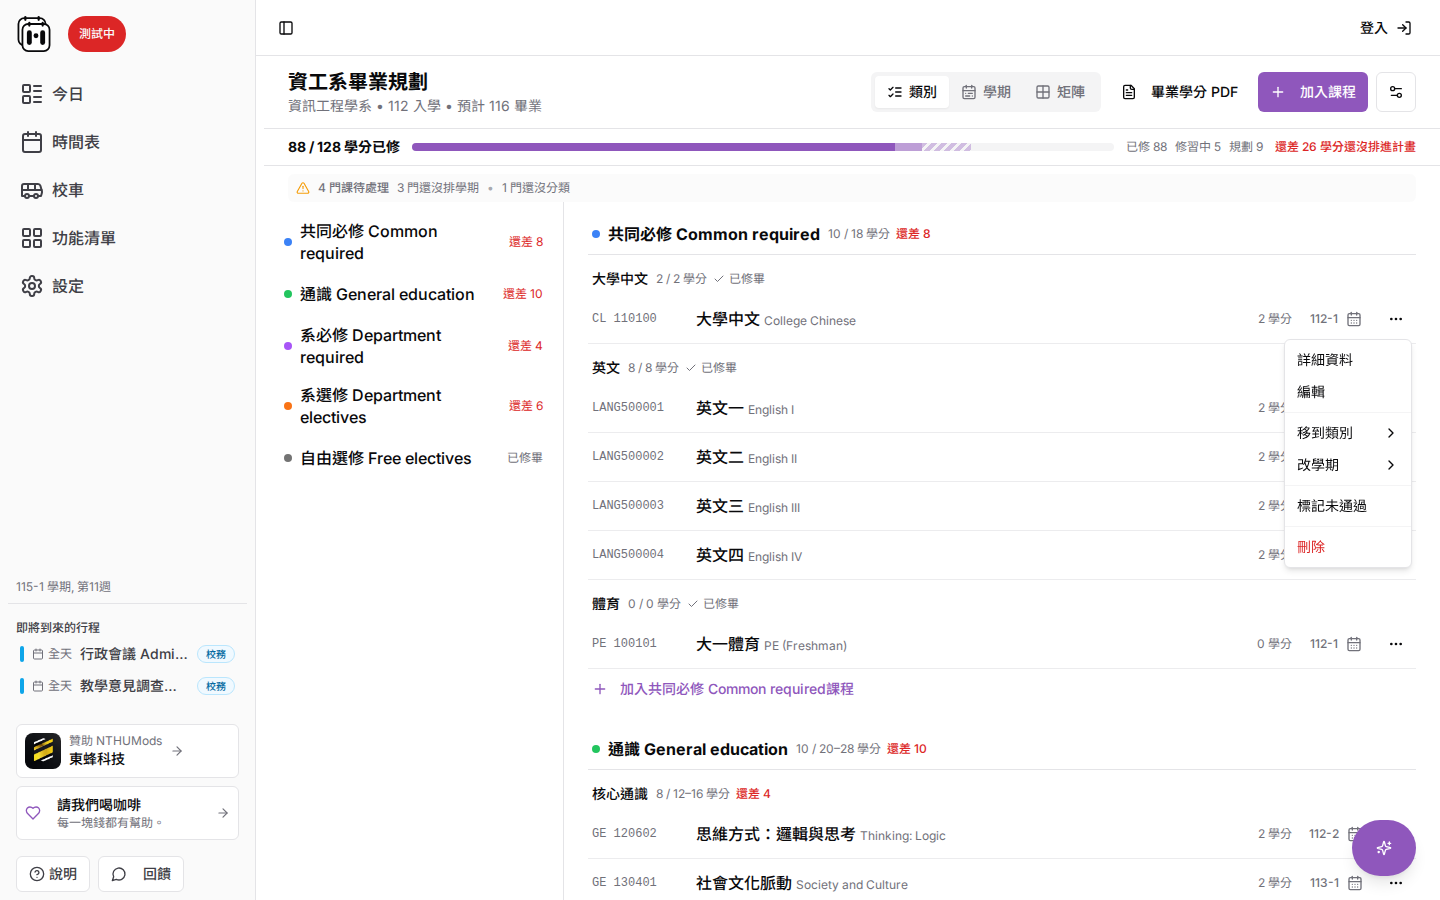 測試中
今日
時間表
校車
功能清單
設定
115-1 學期, 第11週
即將到來的行程
全天 行政會議 Admi... 校務
全天 教學意見調查... 校務
贊助 NTHUMods
東蜂科技
請我們喝咖啡
每一塊錢都有幫助。
說明
回饋
登入
資工系畢業規劃
資訊工程學系 • 112 入學 • 預計 116 畢業
類別
學期
矩陣
畢業學分 PDF
加入課程
88 / 128 學分已修
已修 88 修習中 5 規劃 9 還差 26 學分還沒排進計畫
4 門課待處理 3 門還沒排學期 • 1 門還沒分類
共同必修 Common
required
還差 8
通識 General education
還差 10
系必修 Department
required
還差 4
系選修 Department
electives
還差 6
自由選修 Free electives
已修畢
共同必修 Common required 10 / 18 學分 還差 8
大學中文 2 / 2 學分 已修畢
CL 110100 大學中文 College Chinese 2 學分 112-1
英文 8 / 8 學分 已修畢
LANG500001 英文一 English I 2 學
LANG500002 英文二 English II 2 學
LANG500003 英文三 English III 2 學
LANG500004 英文四 English IV 2 學
詳細資料
編輯
移到類別
改學期
標記未通過
刪除
體育 0 / 0 學分 已修畢
PE 100101 大一體育 PE (Freshman) 0 學分 112-1
加入共同必修 Common required課程
通識 General education 10 / 20–28 學分 還差 10
核心通識 8 / 12–16 學分 還差 4
GE 120602 思維方式：邏輯與思考 Thinking: Logic 2 學分 112-2
GE 130401 社會文化脈動 Society and Culture 2 學分 113-1